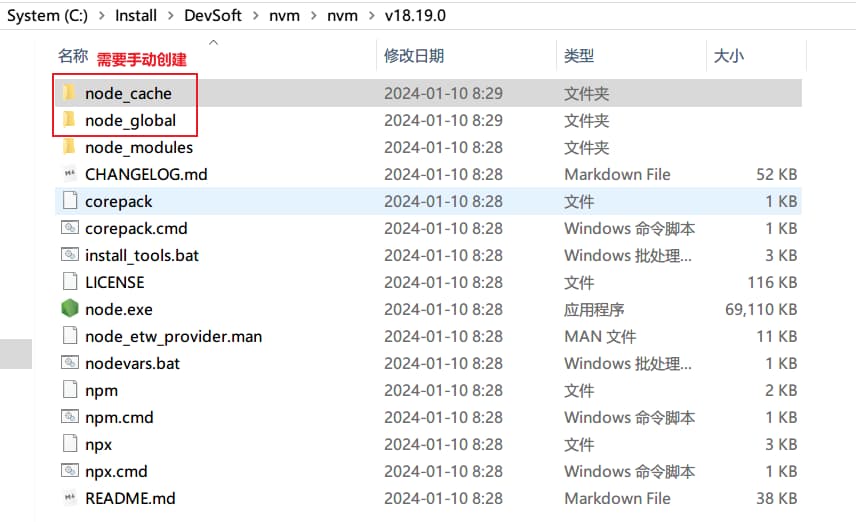 System (C:) > Install > DevSoft > nvm > nvm > v18.19.0
名称 需要手动创建 修改日期 类型 大小
node_cache 2024-01-10 8:29 文件夹
node_global 2024-01-10 8:29 文件夹
node_modules 2024-01-10 8:28 文件夹
CHANGELOG.md 2024-01-10 8:28 Markdown File 52 KB
corepack 2024-01-10 8:28 文件 1 KB
corepack.cmd 2024-01-10 8:28 Windows 命令脚本 1 KB
install_tools.bat 2024-01-10 8:28 Windows 批处理... 3 KB
LICENSE 2024-01-10 8:28 文件 116 KB
node.exe 2024-01-10 8:28 应用程序 69,110 KB
node_etw_provider.man 2024-01-10 8:28 MAN 文件 11 KB
nodevars.bat 2024-01-10 8:28 Windows 批处理... 1 KB
npm 2024-01-10 8:28 文件 2 KB
npm.cmd 2024-01-10 8:28 Windows 命令脚本 1 KB
npx 2024-01-10 8:28 文件 3 KB
npx.cmd 2024-01-10 8:28 Windows 命令脚本 1 KB
README.md 2024-01-10 8:28 Markdown File 38 KB